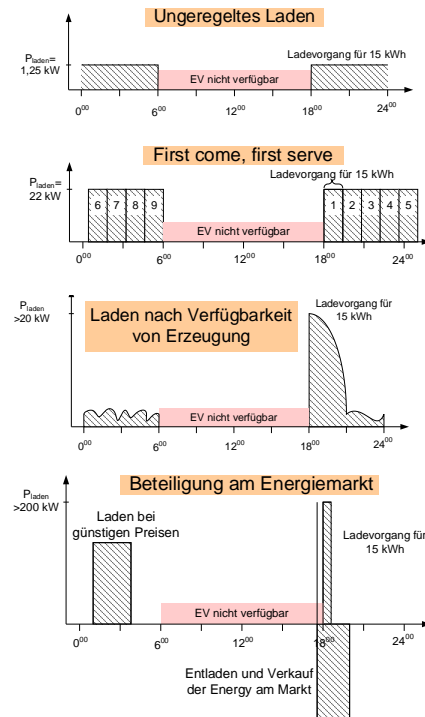 Ungeregeltes Laden
Ladevorgang für 15 kWh
Pladen=
1,25 kW
EV nicht verfügbar
000
600
1200
1800
2400
First come, first serve
Ladevorgang für 15 kWh
Pladen=
22 kW
6 7 8 9
1 2 3 4 5
EV nicht verfügbar
000
600
1200
1800
2400
Pladen
>20 kW
Laden nach Verfügbarkeit
von Erzeugung
Ladevorgang für
15 kWh
EV nicht verfügbar
000
600
1200
1800
2400
Beteiligung am Energiemarkt
Pladen
>200 kW
Laden bei
günstigen Preisen
Ladevorgang für
15 kWh
EV nicht verfügbar
000
600
1200
1800
2400
Entladen und Verkauf
der Energy am Markt